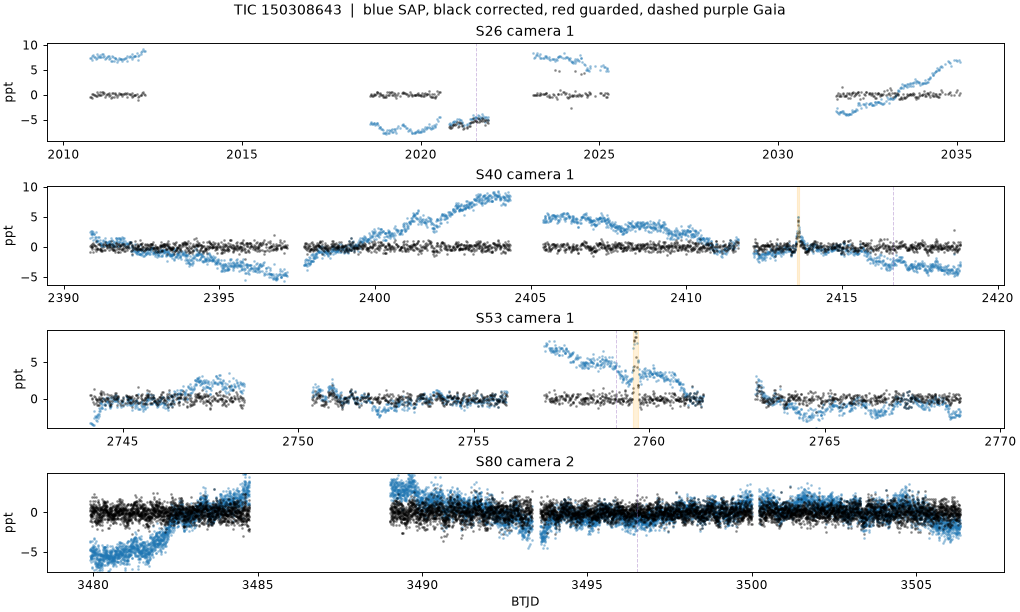 TIC 150308643 | blue SAP, black corrected, red guarded, dashed purple Gaia
S26 camera 1
ppt
10
5
0
−5
2010 2015 2020 2025 2030 2035
S40 camera 1
ppt
10
5
0
−5
2390 2395 2400 2405 2410 2415 2420
S53 camera 1
ppt
5
0
2745 2750 2755 2760 2765 2770
S80 camera 2
ppt
0
−5
3480 3485 3490 3495 3500 3505
BTJD